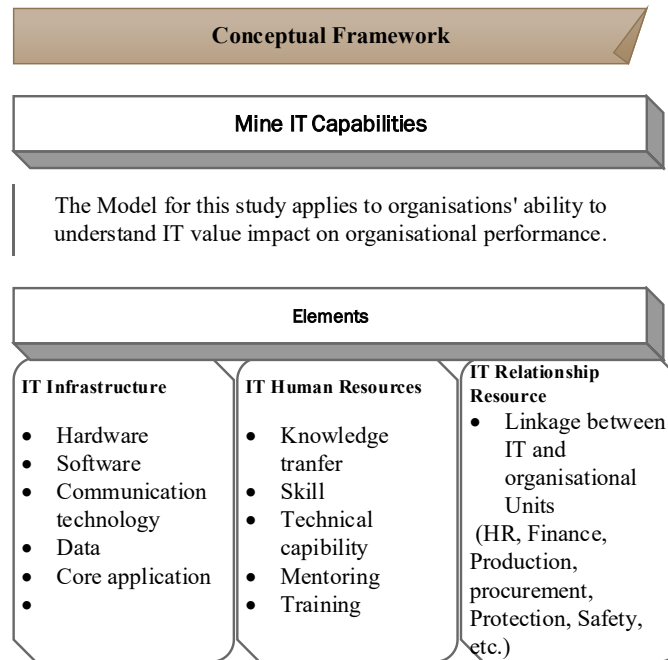 Conceptual Framework
Mine IT Capabilities
The Model for this study applies to organisations' ability to
understand IT value impact on organisational performance.
Elements
IT Infrastructure
• Hardware
• Software
• Communication
technology
• Data
• Core application
•
IT Human Resources
• Knowledge
tranfer
• Skill
• Technical
capibility
• Mentoring
• Training
IT Relationship
Resource
• Linkage between
IT and
organisational
Units
(HR, Finance,
Production,
procurement,
Protection, Safety,
etc.)